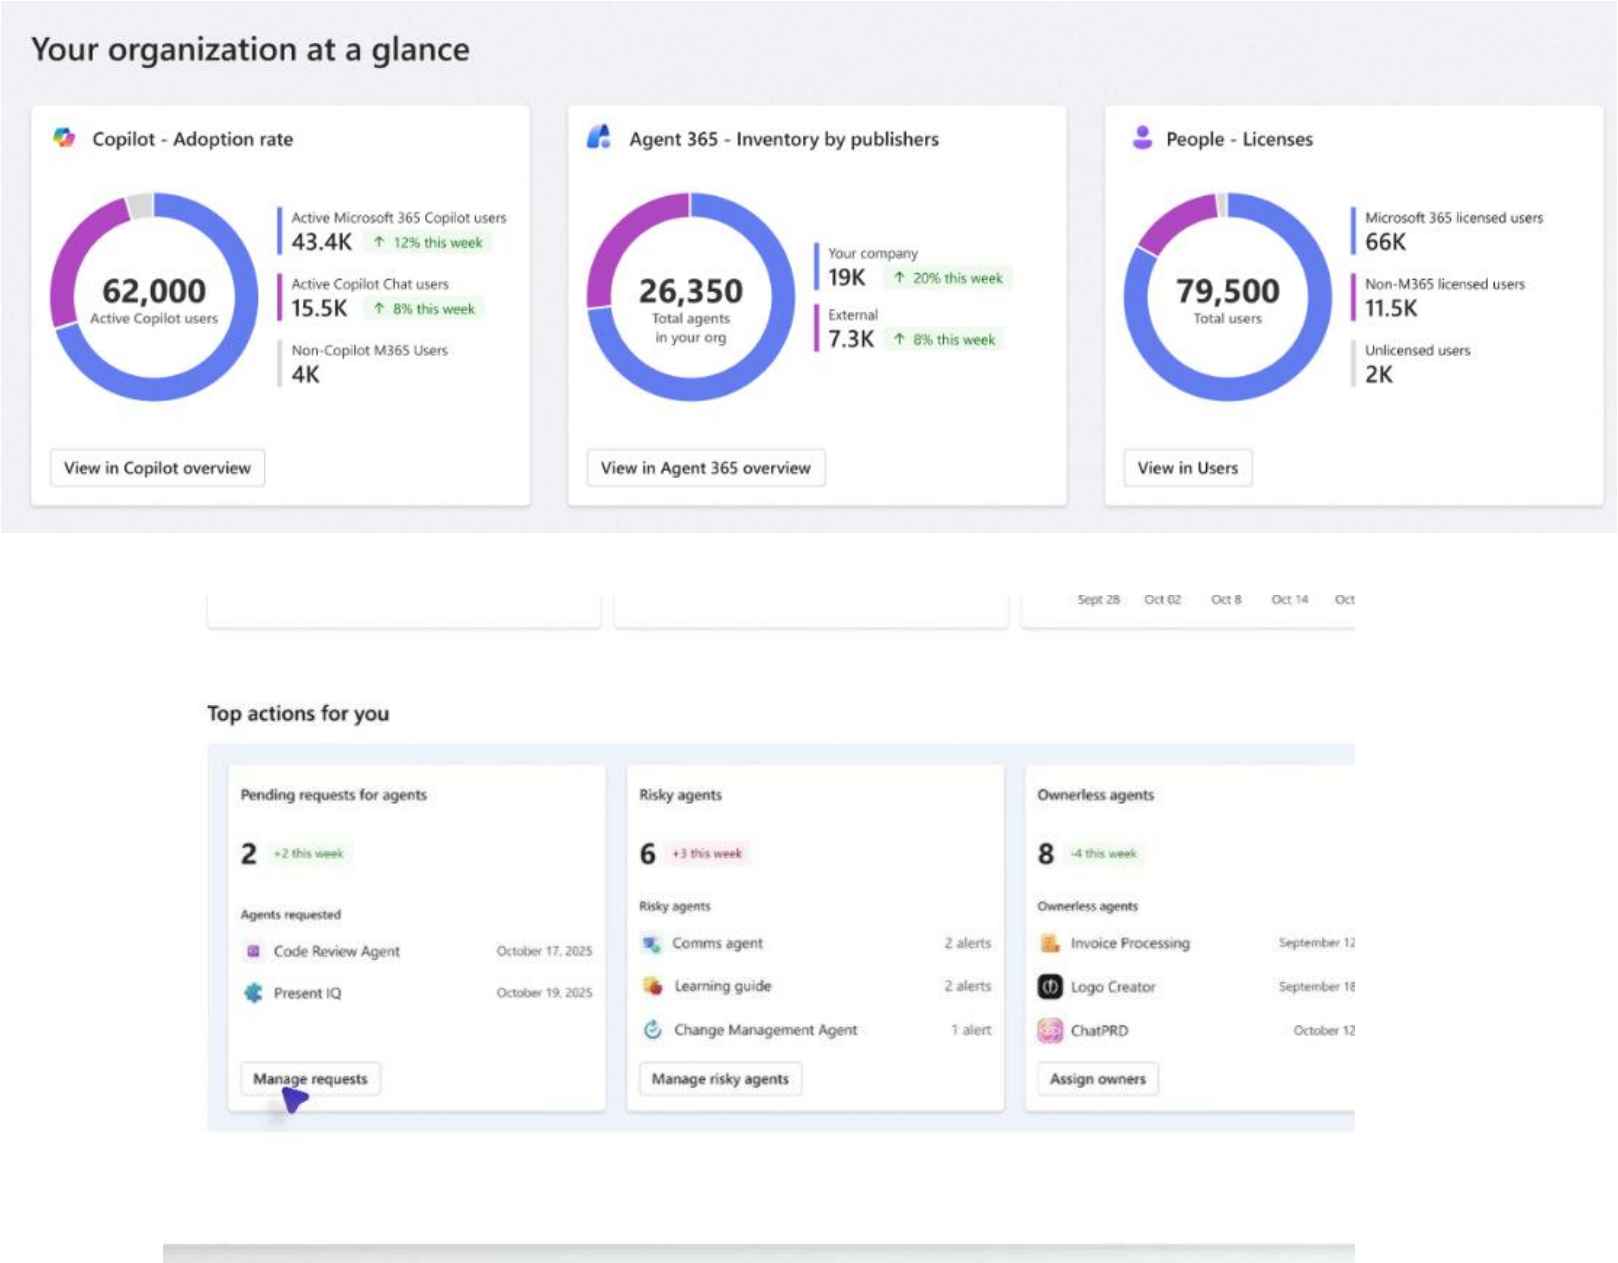 Your organization at a glance
Copilot - Adoption rate
62,000
Active Copilot users
Active Microsoft 365 Copilot users
43.4K ↑ 12% this week
Active Copilot Chat users
15.5K ↑ 8% this week
Non-Copilot M365 Users
4K
View in Copilot overview
Agent 365 - Inventory by publishers
26,350
Total agents
in your org
Your company
19K ↑ 20% this week
External
7.3K ↑ 8% this week
View in Agent 365 overview
People - Licenses
79,500
Total users
Microsoft 365 licensed users
66K
Non-M365 licensed users
11.5K
Unlicensed users
2K
View in Users
Sept 28 Oct 02 Oct 8 Oct 14 Oct
Top actions for you
Pending requests for agents
2 +2 this week
Agents requested
Code Review Agent October 17, 2025
Present IQ October 19, 2025
Manage requests
Risky agents
6 +3 this week
Risky agents
Comms agent 2 alerts
Learning guide 2 alerts
Change Management Agent 1 alert
Manage risky agents
Ownerless agents
8 -4 this week
Ownerless agents
Invoice Processing September 12
Logo Creator September 18
ChatPRD October 12
Assign owners